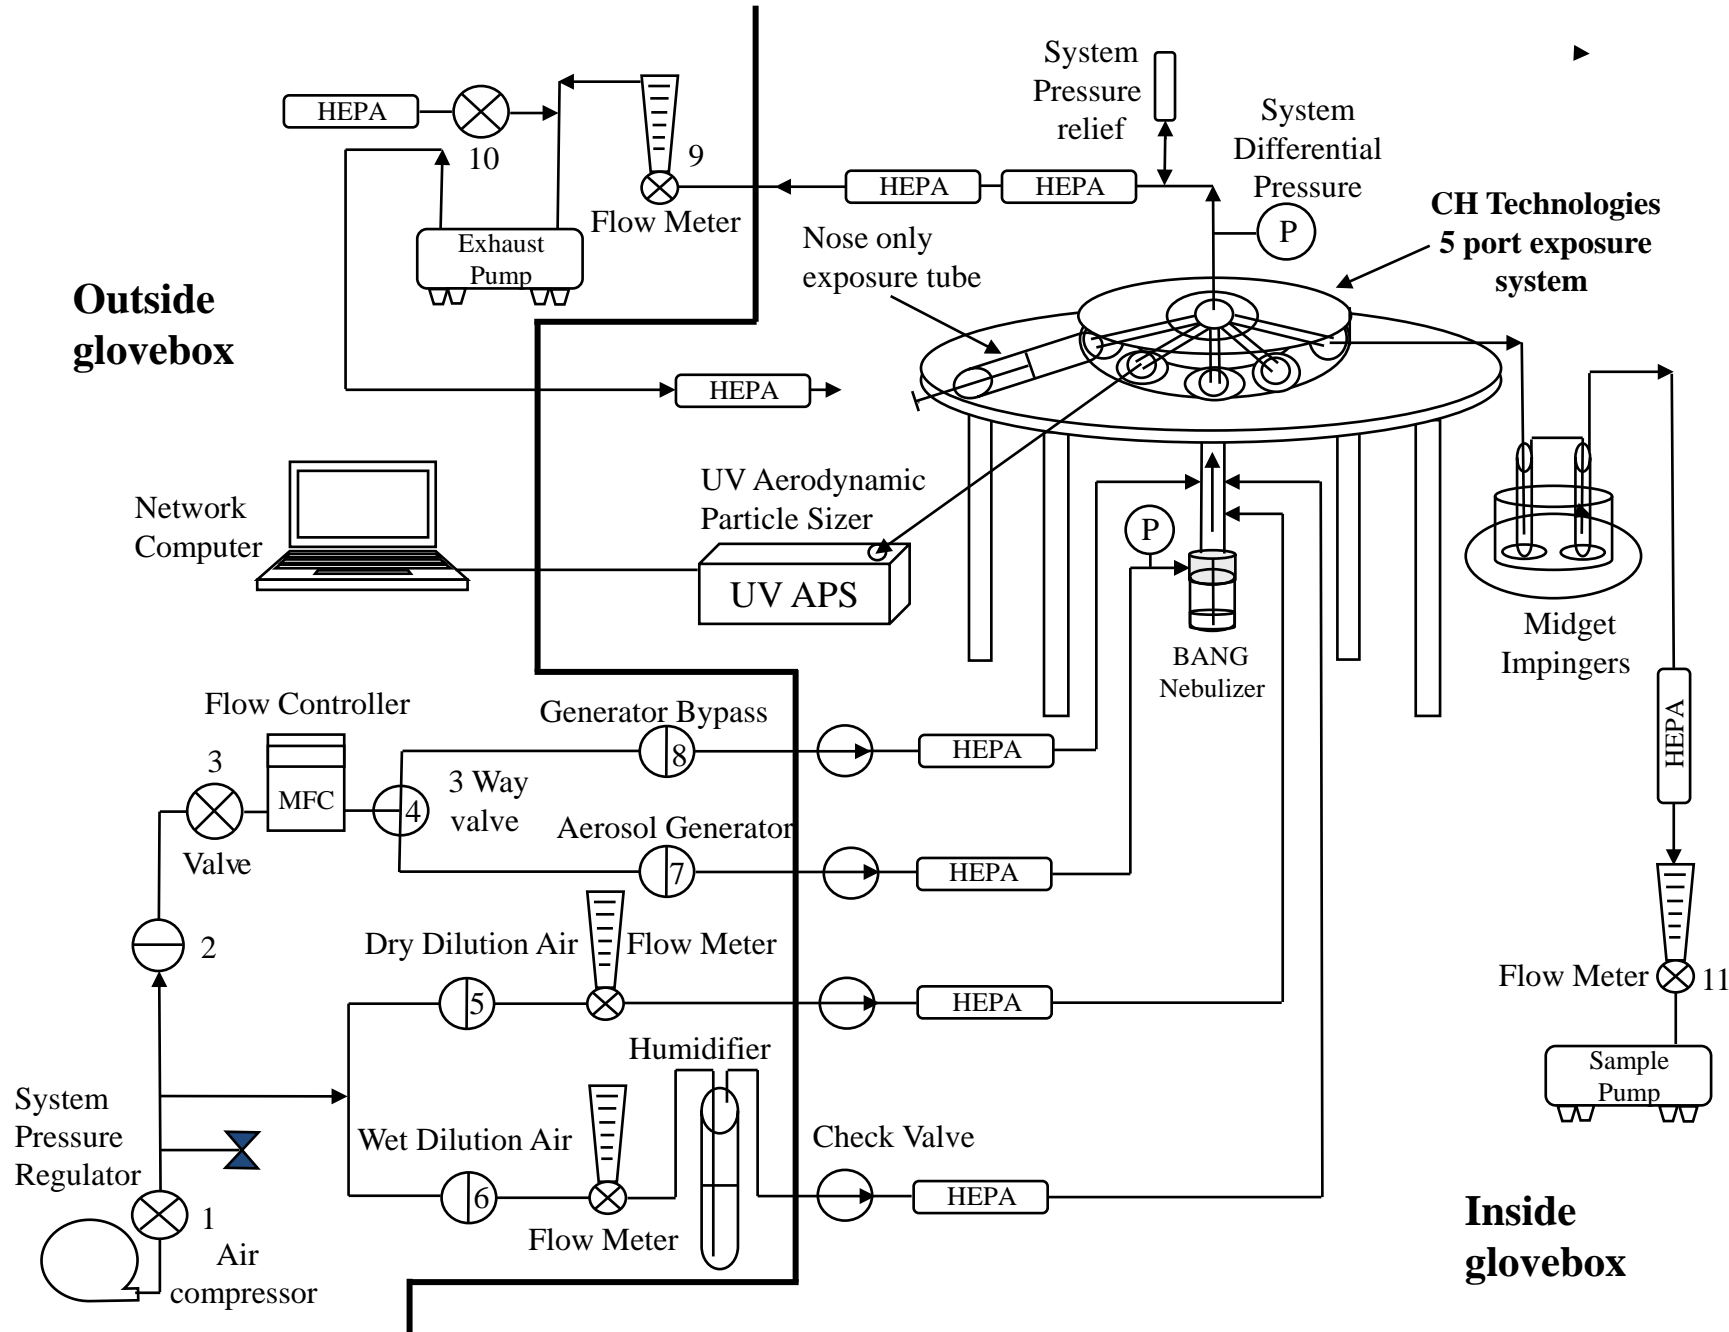 System
Pressure
relief
System
Differential
Pressure
HEPA
10
9
Flow Meter
HEPA
HEPA
P
CH Technologies
5 port exposure
system
Exhaust
Pump
Nose only
exposure tube
Outside
glovebox
HEPA
Network
Computer
UV Aerodynamic
Particle Sizer
UV APS
P
BANG
Nebulizer
Midget
Impingers
HEPA
Flow Controller
Generator Bypass
3
MFC
8
HEPA
4
3 Way
valve
Valve
Aerosol Generator
7
HEPA
2
Dry Dilution Air
Flow Meter
5
HEPA
Flow Meter
11
Sample
Pump
Humidifier
System
Pressure
Regulator
Wet Dilution Air
Check Valve
6
HEPA
Flow Meter
1
Air
compressor
Inside
glovebox